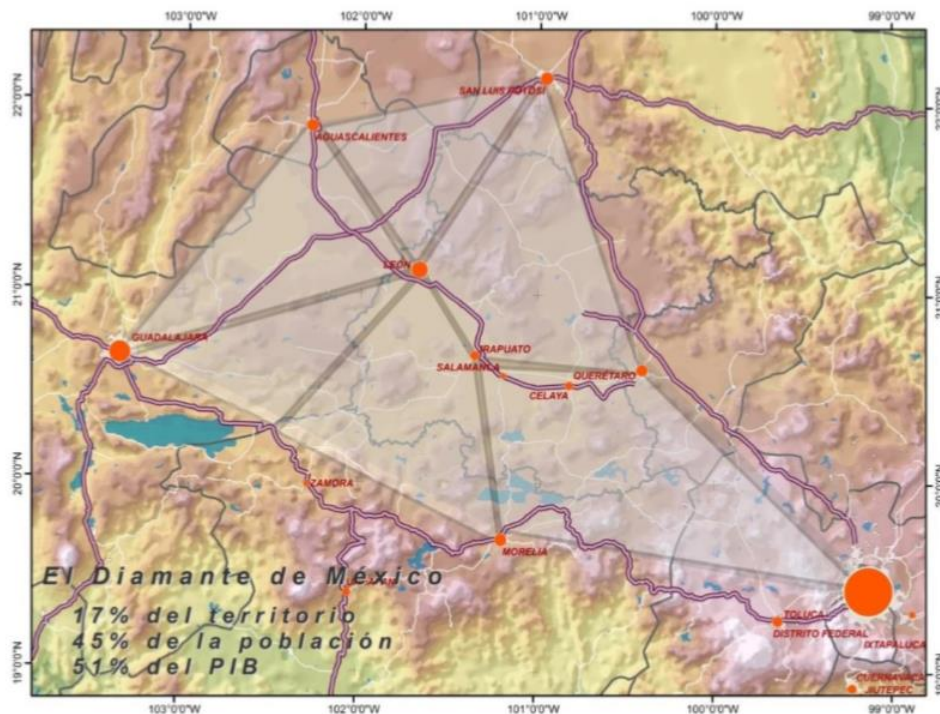 103°0'0"W 102°0'0"W 101°0'0"W 100°0'0"W 99°0'0"W
22°0'0"N
SAN LUIS POTOSI
AGUASCALIENTES
LEÓN
21°0'0"N
GUADALAJARA
IRAPUATO
SALAMANCA
QUERÉTARO
CELAYA
20°0'0"N
ZAMORA
MORELIA
El Diamante de México
17% del territorio
45% de la población
51% del PIB
TOLUCA
DISTRITO FEDERAL
IXTAPALUCA
19°0'0"N
CUERNAVACA
JIUTEPEC
103°0'0"W 102°0'0"W 101°0'0"W 100°0'0"W 99°0'0"W